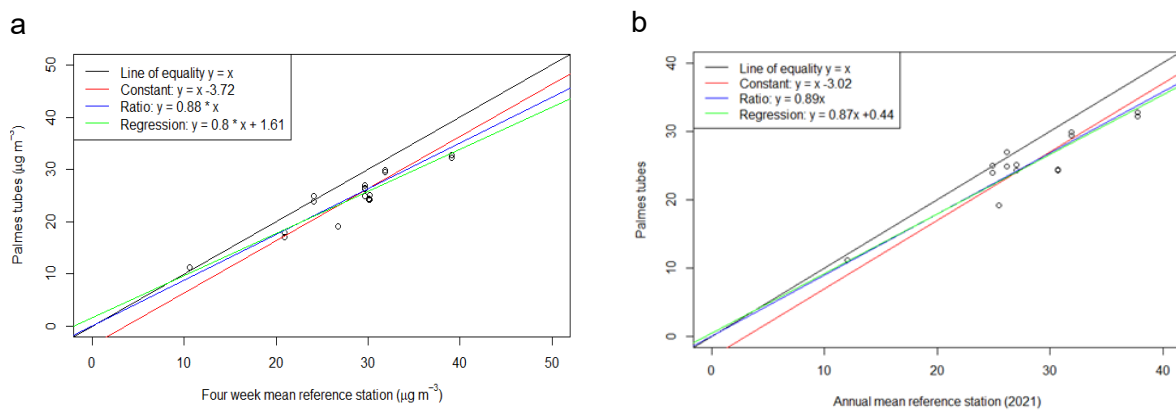 a
Line of equality y = x
Constant: y = x -3.72
Ratio: y = 0.88 * x
Regression: y = 0.8 * x + 1.61
Palmes tubes (µg m⁻³)
50
40
30
20
10
0
0 10 20 30 40 50
Four week mean reference station (µg m⁻³)
b
Line of equality y = x
Constant: y = x -3.02
Ratio: y = 0.89x
Regression: y = 0.87x +0.44
Palmes tubes
40
30
20
10
0
0 10 20 30 40
Annual mean reference station (2021)